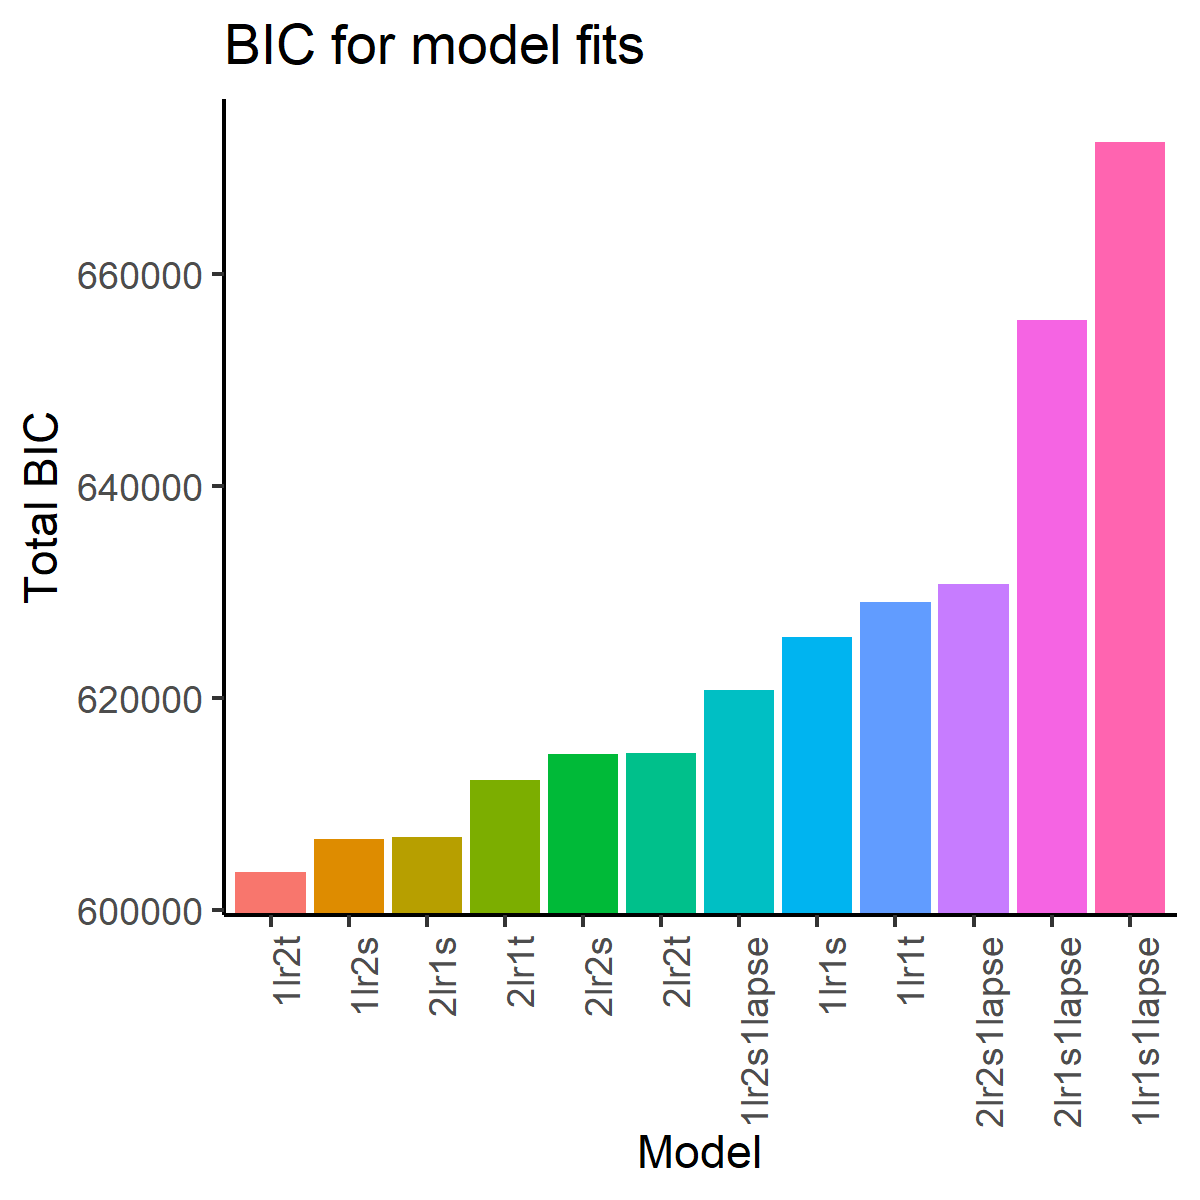 BIC for model fits
Total BIC
660000
640000
620000
600000
1lr2t
1lr2s
2lr1s
2lr1t
2lr2s
2lr2t
1lr2s1lapse
1lr1s
1lr1t
2lr2s1lapse
2lr1s1lapse
1lr1s1lapse
Model